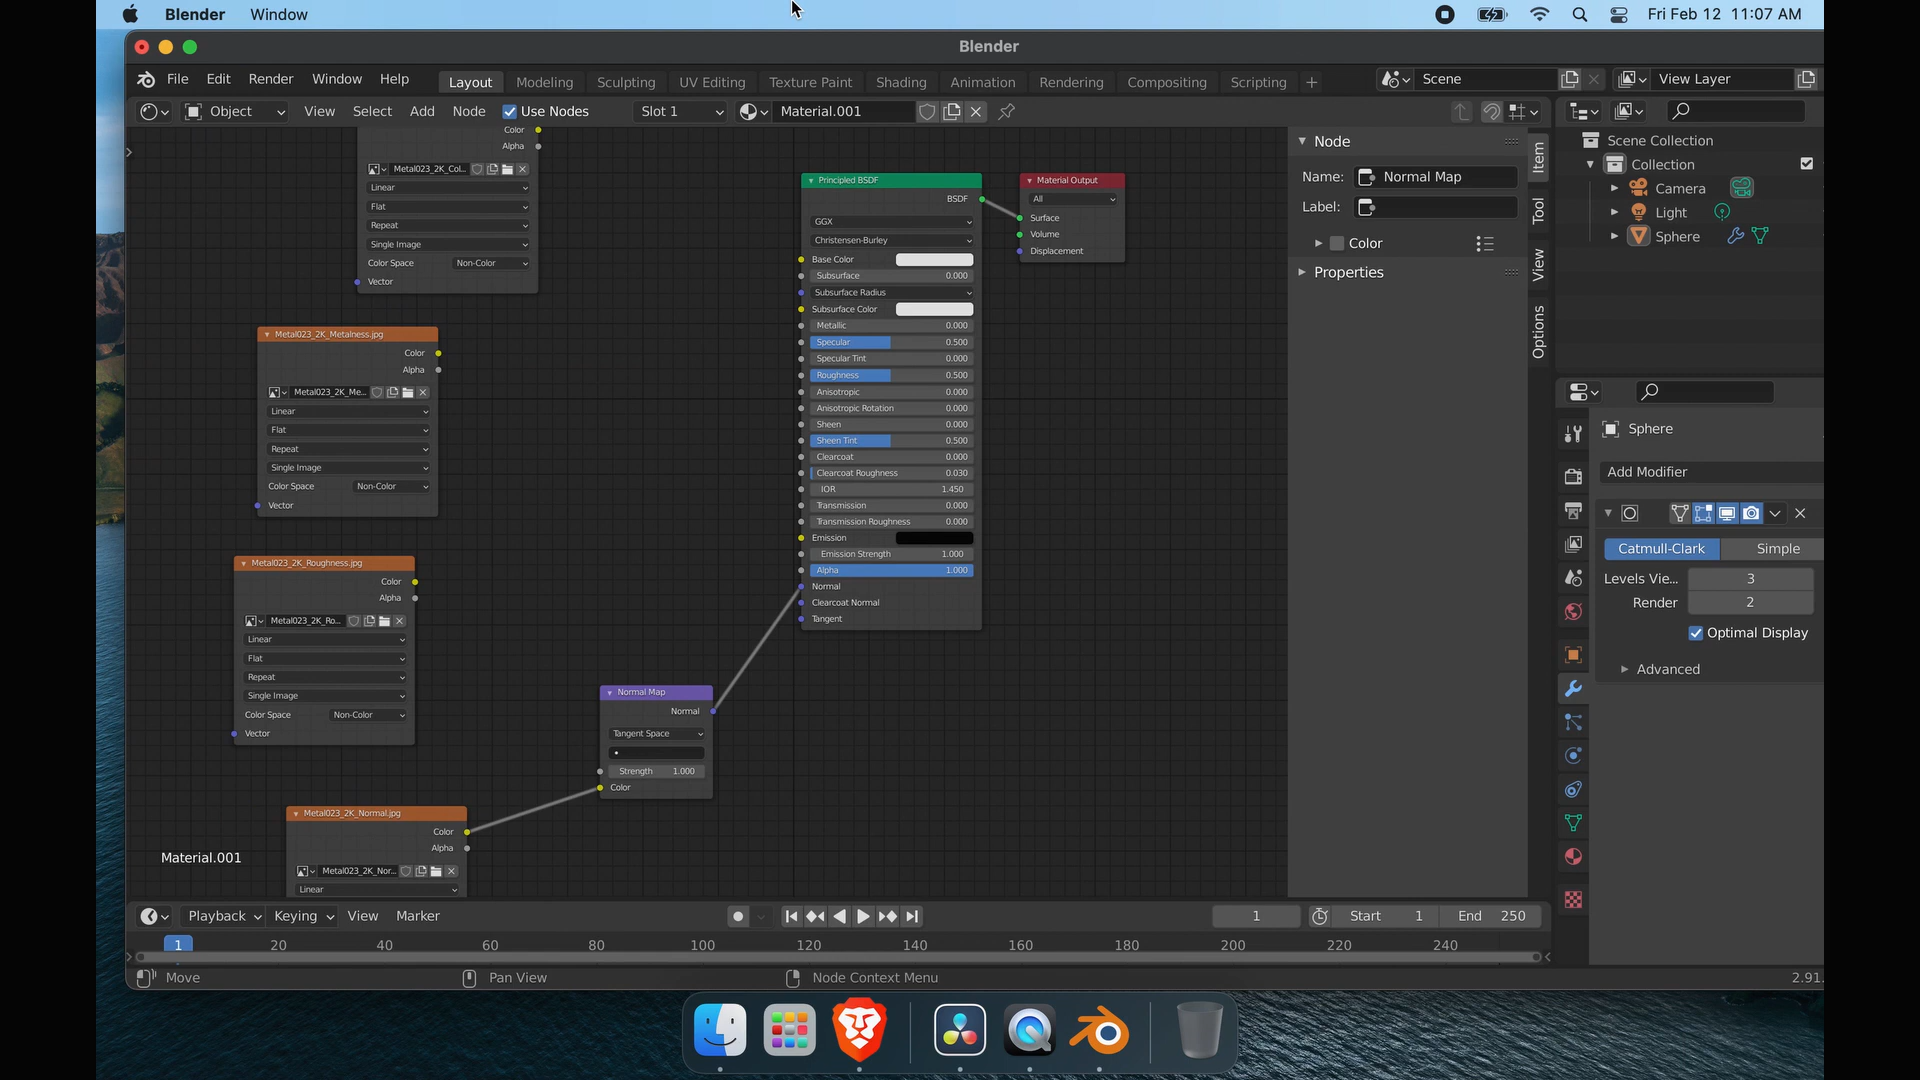 Blender Window Fri Feb 12 11:07 AM
Blender
File Edit Render Window Help Layout Modeling Sculpting UV Editing Texture Paint Shading Animation Rendering Compositing Scripting + Scene View Layer
Object View Select Add Node Use Nodes Slot 1 Material.001
Color
Alpha
Metal023_2K_Col...
Linear
Flat
Repeat
Single Image
Color Space Non-Color
Vector
Metal023_2K_Metalness.jpg
Color
Alpha
Metal023_2K_Me...
Linear
Flat
Repeat
Single Image
Color Space Non-Color
Vector
Metal023_2K_Roughness.jpg
Color
Alpha
Metal023_2K_Ro...
Linear
Flat
Repeat
Single Image
Color Space Non-Color
Vector
Metal023_2K_Normal.jpg
Color
Alpha
Metal023_2K_Nor...
Linear
Material.001
Normal Map
Normal
Tangent Space
Strength 1.000
Color
Principled BSDF
BSDF
GGX
Christensen-Burley
Base Color
Subsurface 0.000
Subsurface Radius
Subsurface Color
Metallic 0.000
Specular 0.500
Specular Tint 0.000
Roughness 0.500
Anisotropic 0.000
Anisotropic Rotation 0.000
Sheen 0.000
Sheen Tint 0.500
Clearcoat 0.000
Clearcoat Roughness 0.030
IOR 1.450
Transmission 0.000
Transmission Roughness 0.000
Emission
Emission Strength 1.000
Alpha 1.000
Normal
Clearcoat Normal
Tangent
Material Output
All
Surface
Volume
Displacement
Node
Name: Normal Map
Label:
Color
Properties
Item
Tool
View
Options
Scene Collection
Collection
Camera
Light
Sphere
Sphere
Add Modifier
Catmull-Clark Simple
Levels Vie... 3
Render 2
Optimal Display
Advanced
Playback Keying View Marker 1 Start 1 End 250
1 20 40 60 80 100 120 140 160 180 200 220 240
Move Pan View Node Context Menu 2.91.